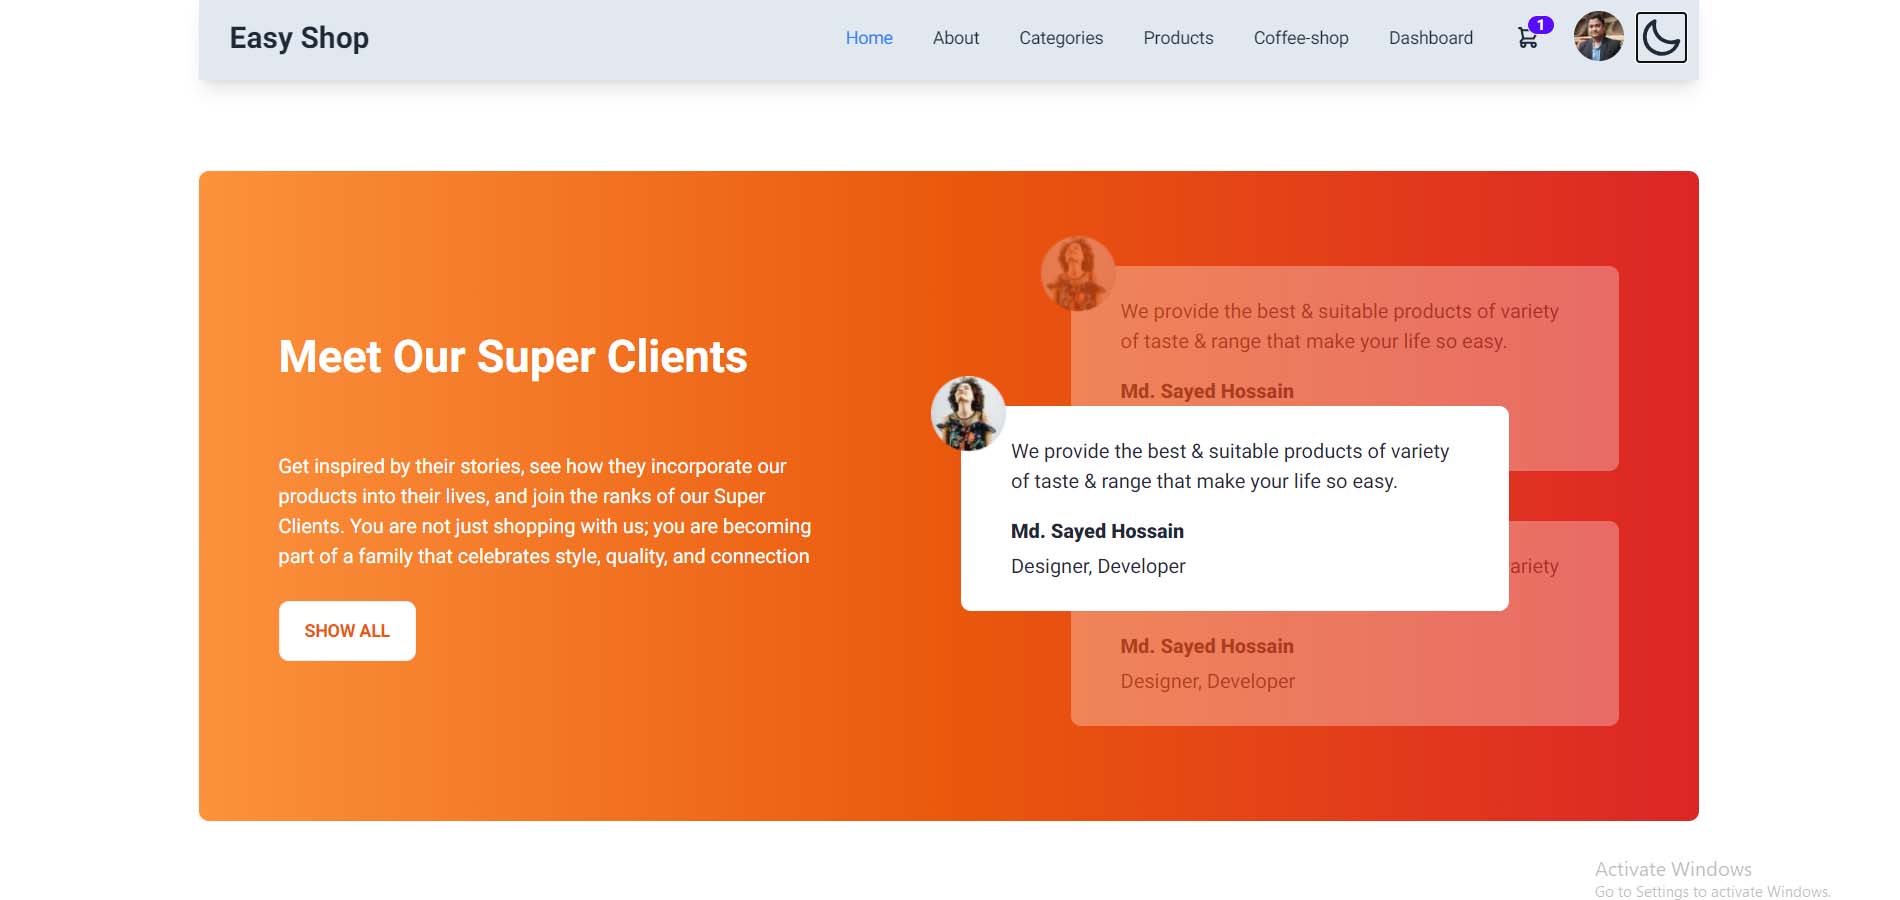 Easy Shop
Home
About
Categories
Products
Coffee-shop
Dashboard
1
Meet Our Super Clients
Get inspired by their stories, see how they incorporate our
products into their lives, and join the ranks of our Super
Clients. You are not just shopping with us; you are becoming
part of a family that celebrates style, quality, and connection
SHOW ALL
We provide the best & suitable products of variety
of taste & range that make your life so easy.
Md. Sayed Hossain
We provide the best & suitable products of variety
of taste & range that make your life so easy.
Md. Sayed Hossain
Designer, Developer
ariety
Md. Sayed Hossain
Designer, Developer
Activate Windows
Go to Settings to activate Windows.